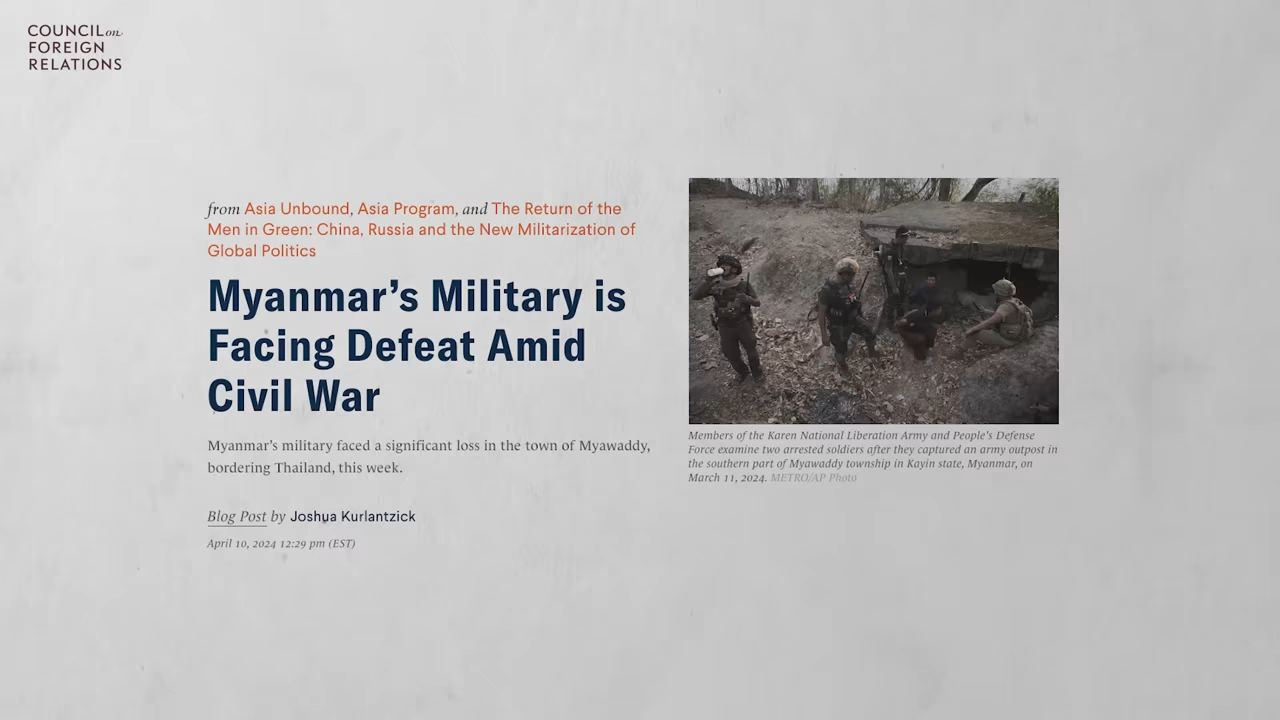 COUNCIL on
FOREIGN
RELATIONS
from Asia Unbound, Asia Program, and The Return of the
Men in Green: China, Russia and the New Militarization of
Global Politics
Myanmar’s Military is
Facing Defeat Amid
Civil War
Myanmar’s military faced a significant loss in the town of Myawaddy,
bordering Thailand, this week.
Blog Post by Joshua Kurlantzick
April 10, 2024 12:29 pm (EST)
Members of the Karen National Liberation Army and People’s Defense
Force examine two arrested soldiers after they captured an army outpost in
the southern part of Myawaddy township in Kayin state, Myanmar, on
March 11, 2024. METRO/AP Photo